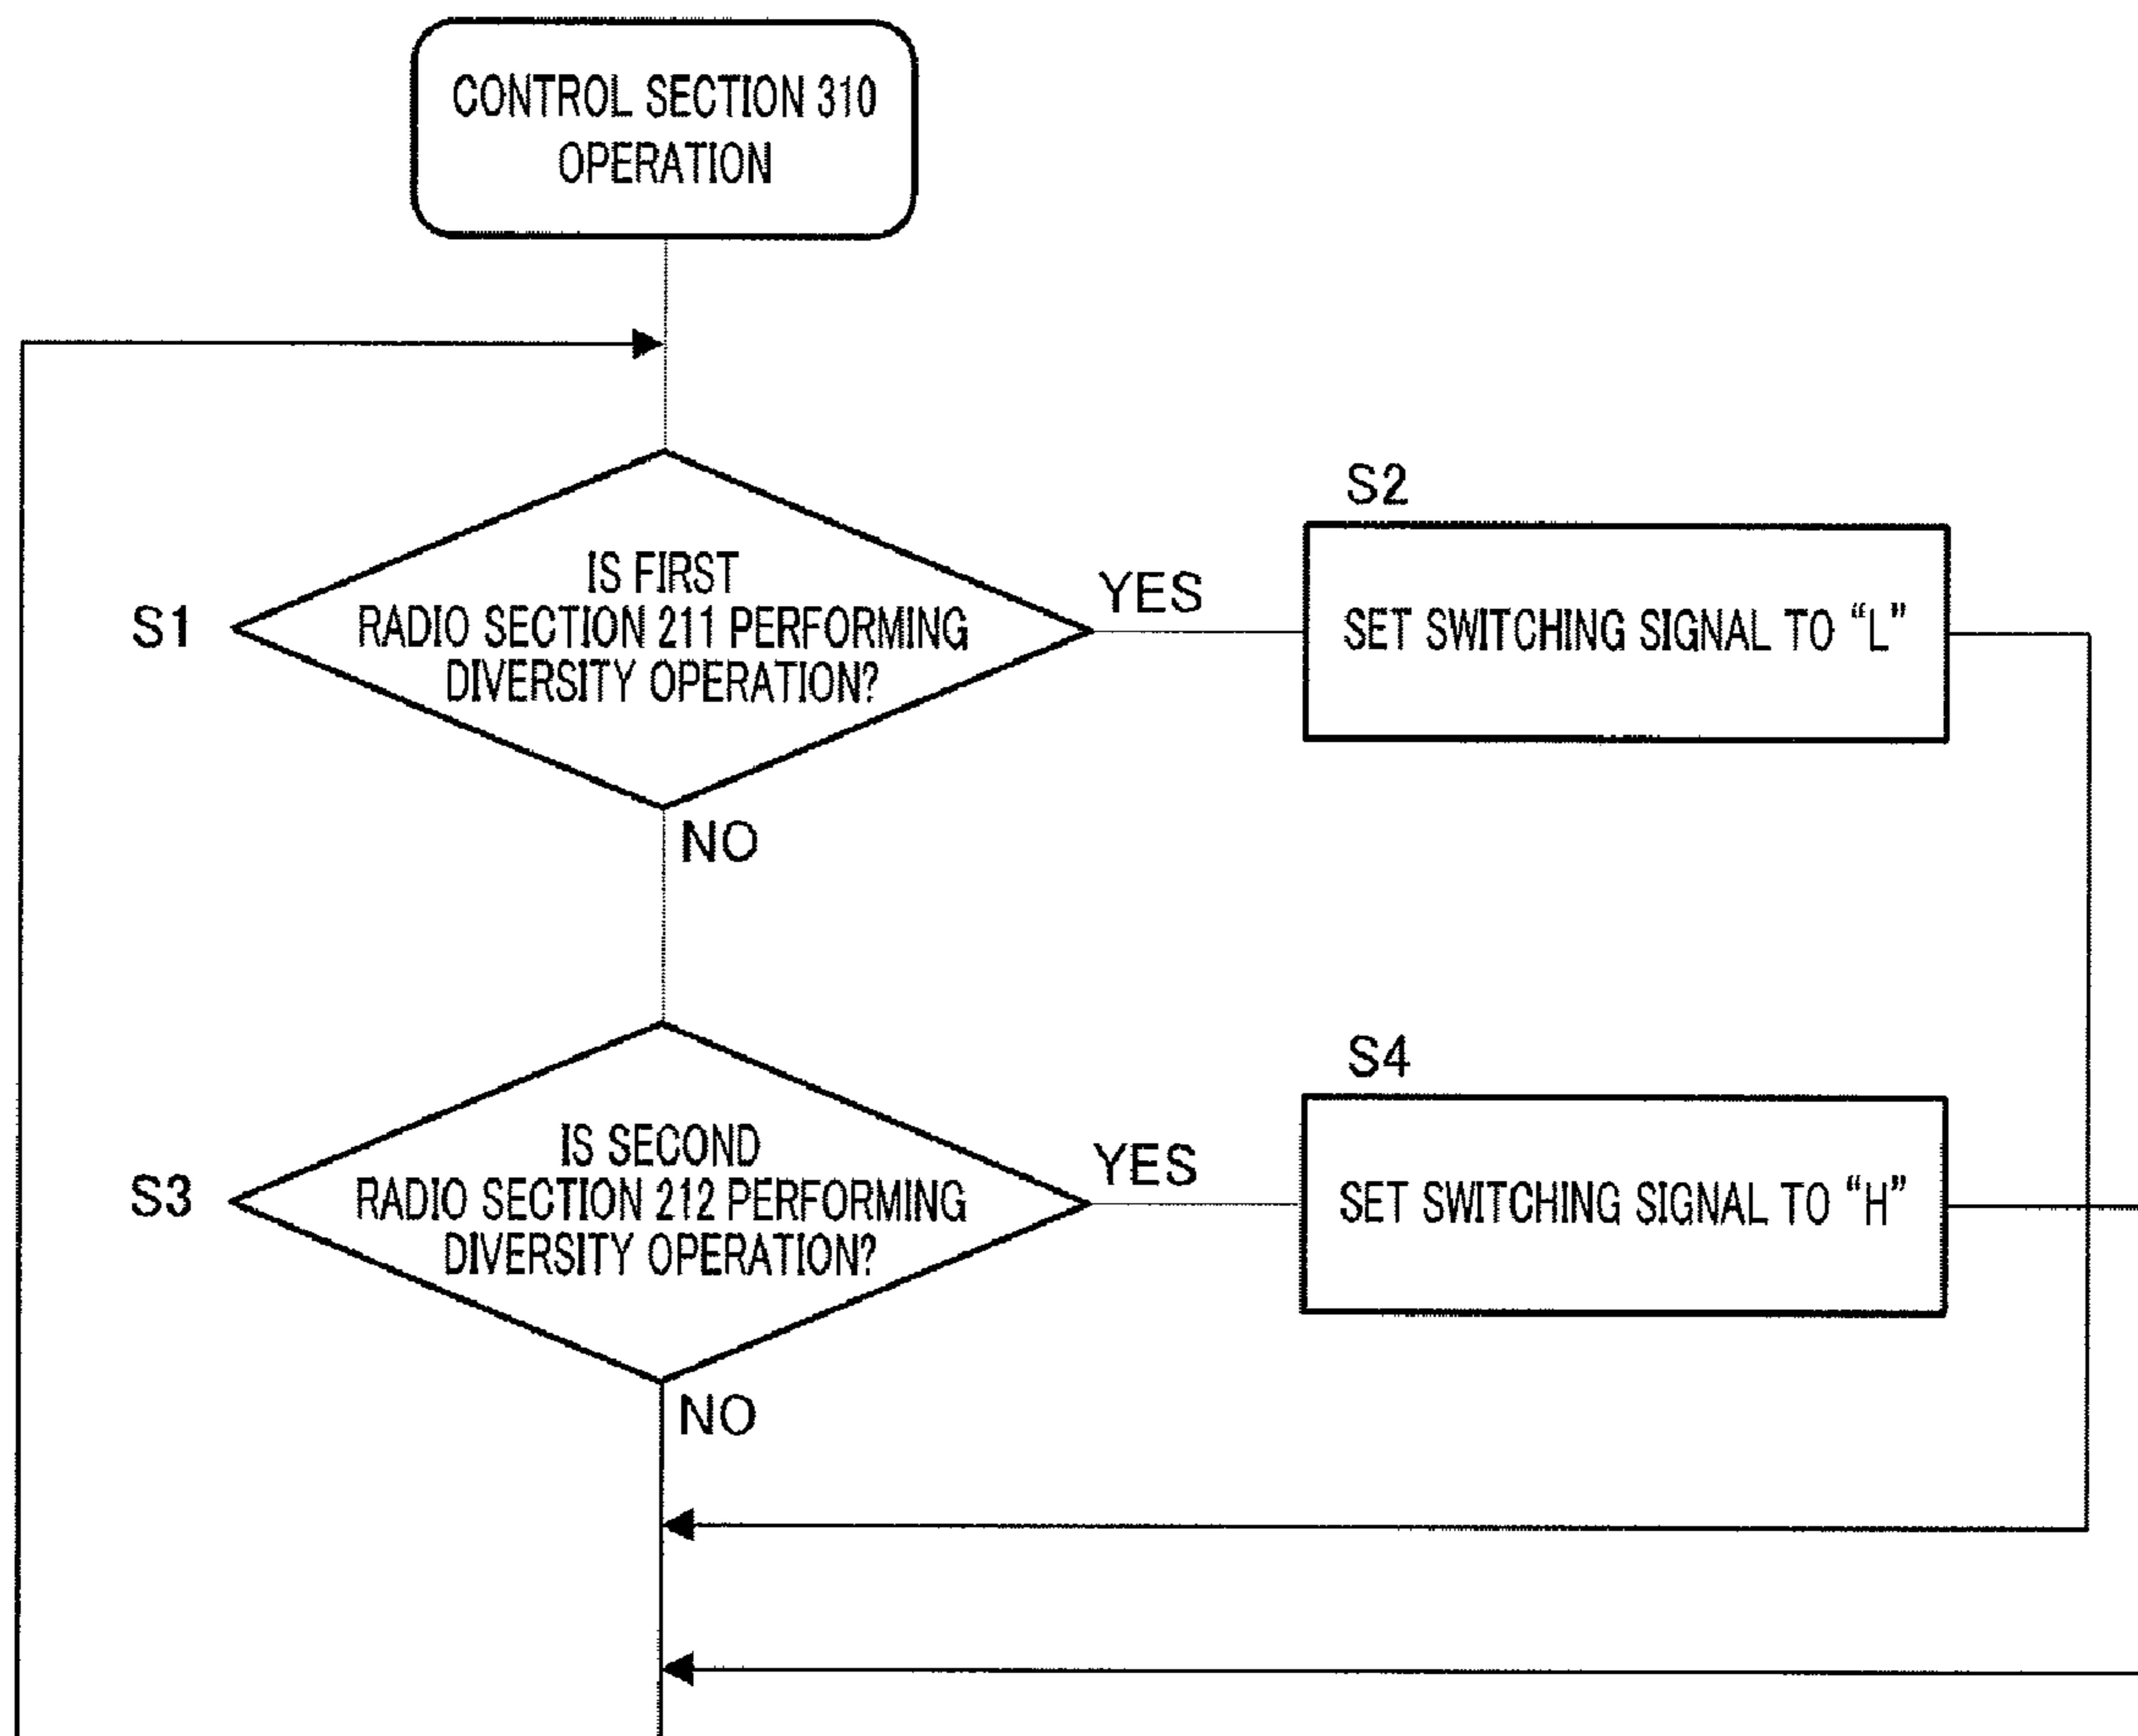 CONTROL SECTION 310
OPERATION
S1
IS FIRST
RADIO SECTION 211 PERFORMING
DIVERSITY OPERATION?
YES
S2
SET SWITCHING SIGNAL TO “L”
NO
S3
IS SECOND
RADIO SECTION 212 PERFORMING
DIVERSITY OPERATION?
YES
S4
SET SWITCHING SIGNAL TO “H”
NO